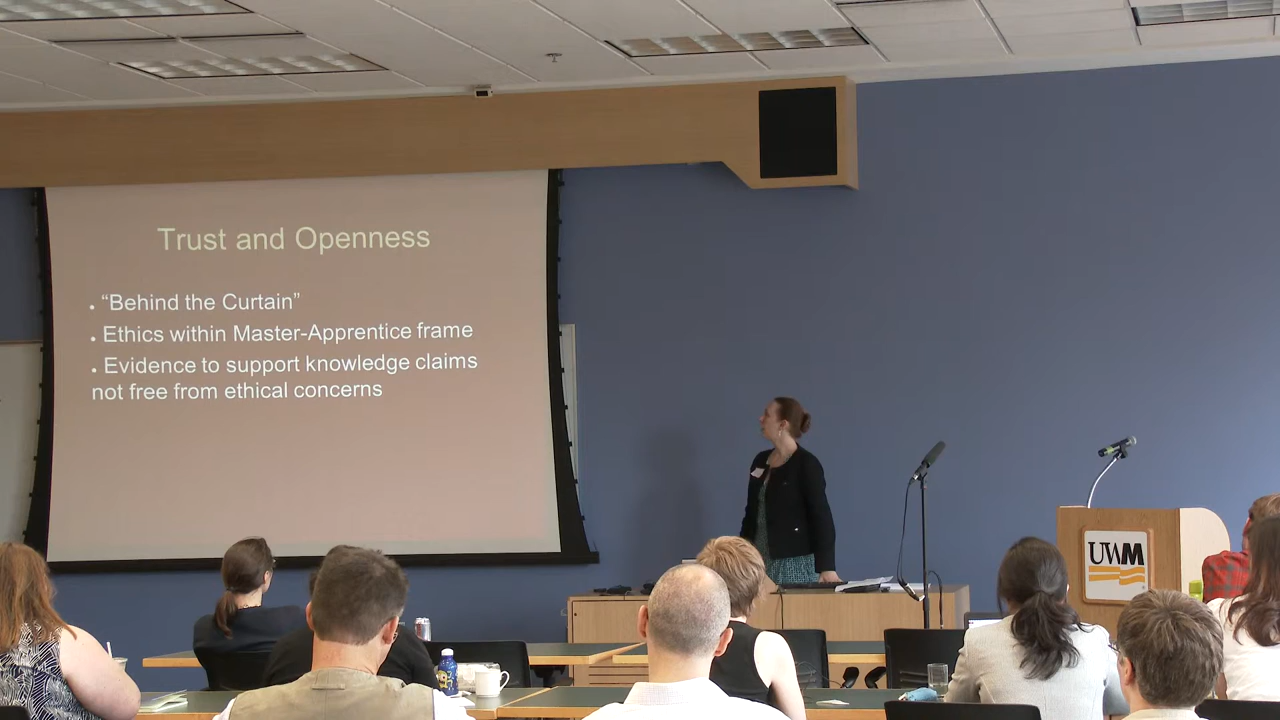 Trust and Openness
. “Behind the Curtain”
. Ethics within Master-Apprentice frame
. Evidence to support knowledge claims
not free from ethical concerns
UWM